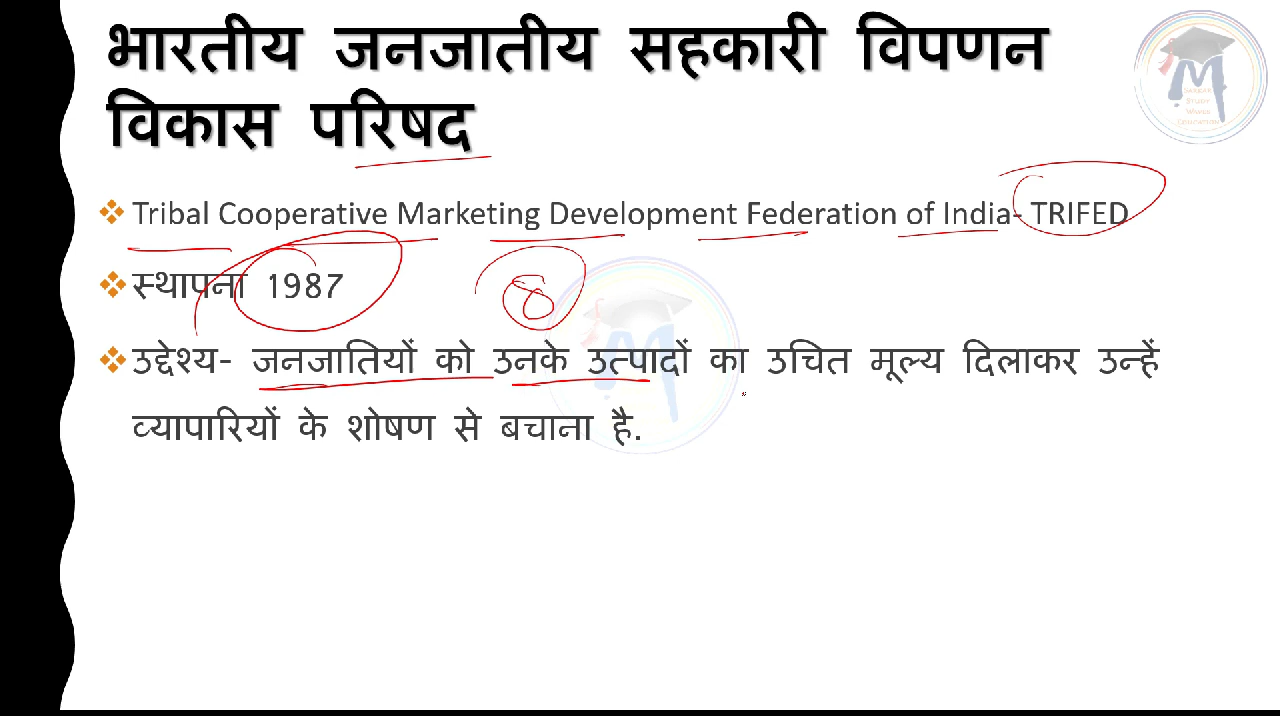 भारतीय जनजातीय सहकारी विपणन
विकास परिषद
Tribal Cooperative Marketing Development Federation of India- TRIFED
स्थापना 1987
8
उद्देश्य- जनजातियों को उनके उत्पादों का उचित मूल्य दिलाकर उन्हें
व्यापारियों के शोषण से बचाना है.